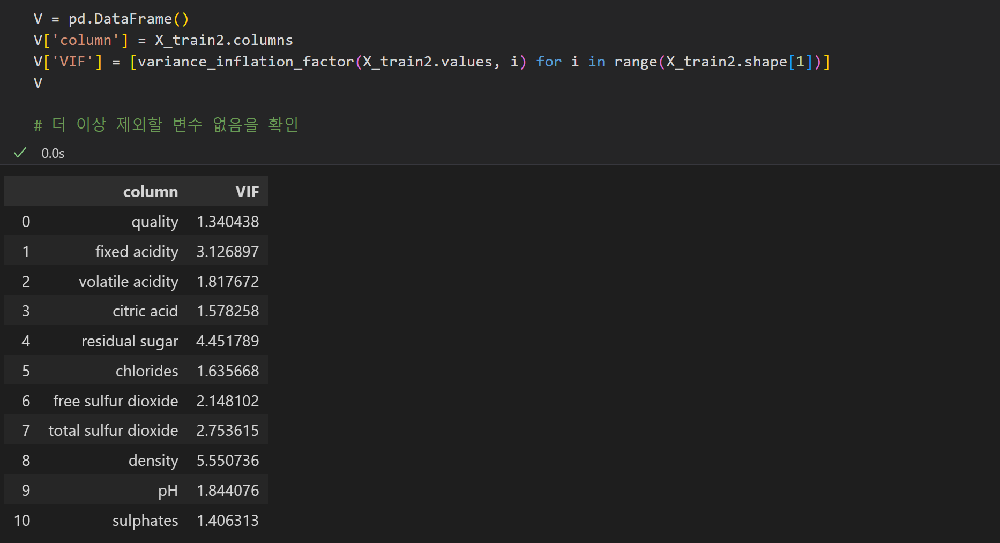 V = pd.DataFrame()
V['column'] = X_train2.columns
V['VIF'] = [variance_inflation_factor(X_train2.values, i) for i in range(X_train2.shape[1])]
V
# 더 이상 제외할 변수 없음을 확인
0.0s
column VIF
0 quality 1.340438
1 fixed acidity 3.126897
2 volatile acidity 1.817672
3 citric acid 1.578258
4 residual sugar 4.451789
5 chlorides 1.635668
6 free sulfur dioxide 2.148102
7 total sulfur dioxide 2.753615
8 density 5.550736
9 pH 1.844076
10 sulphates 1.406313